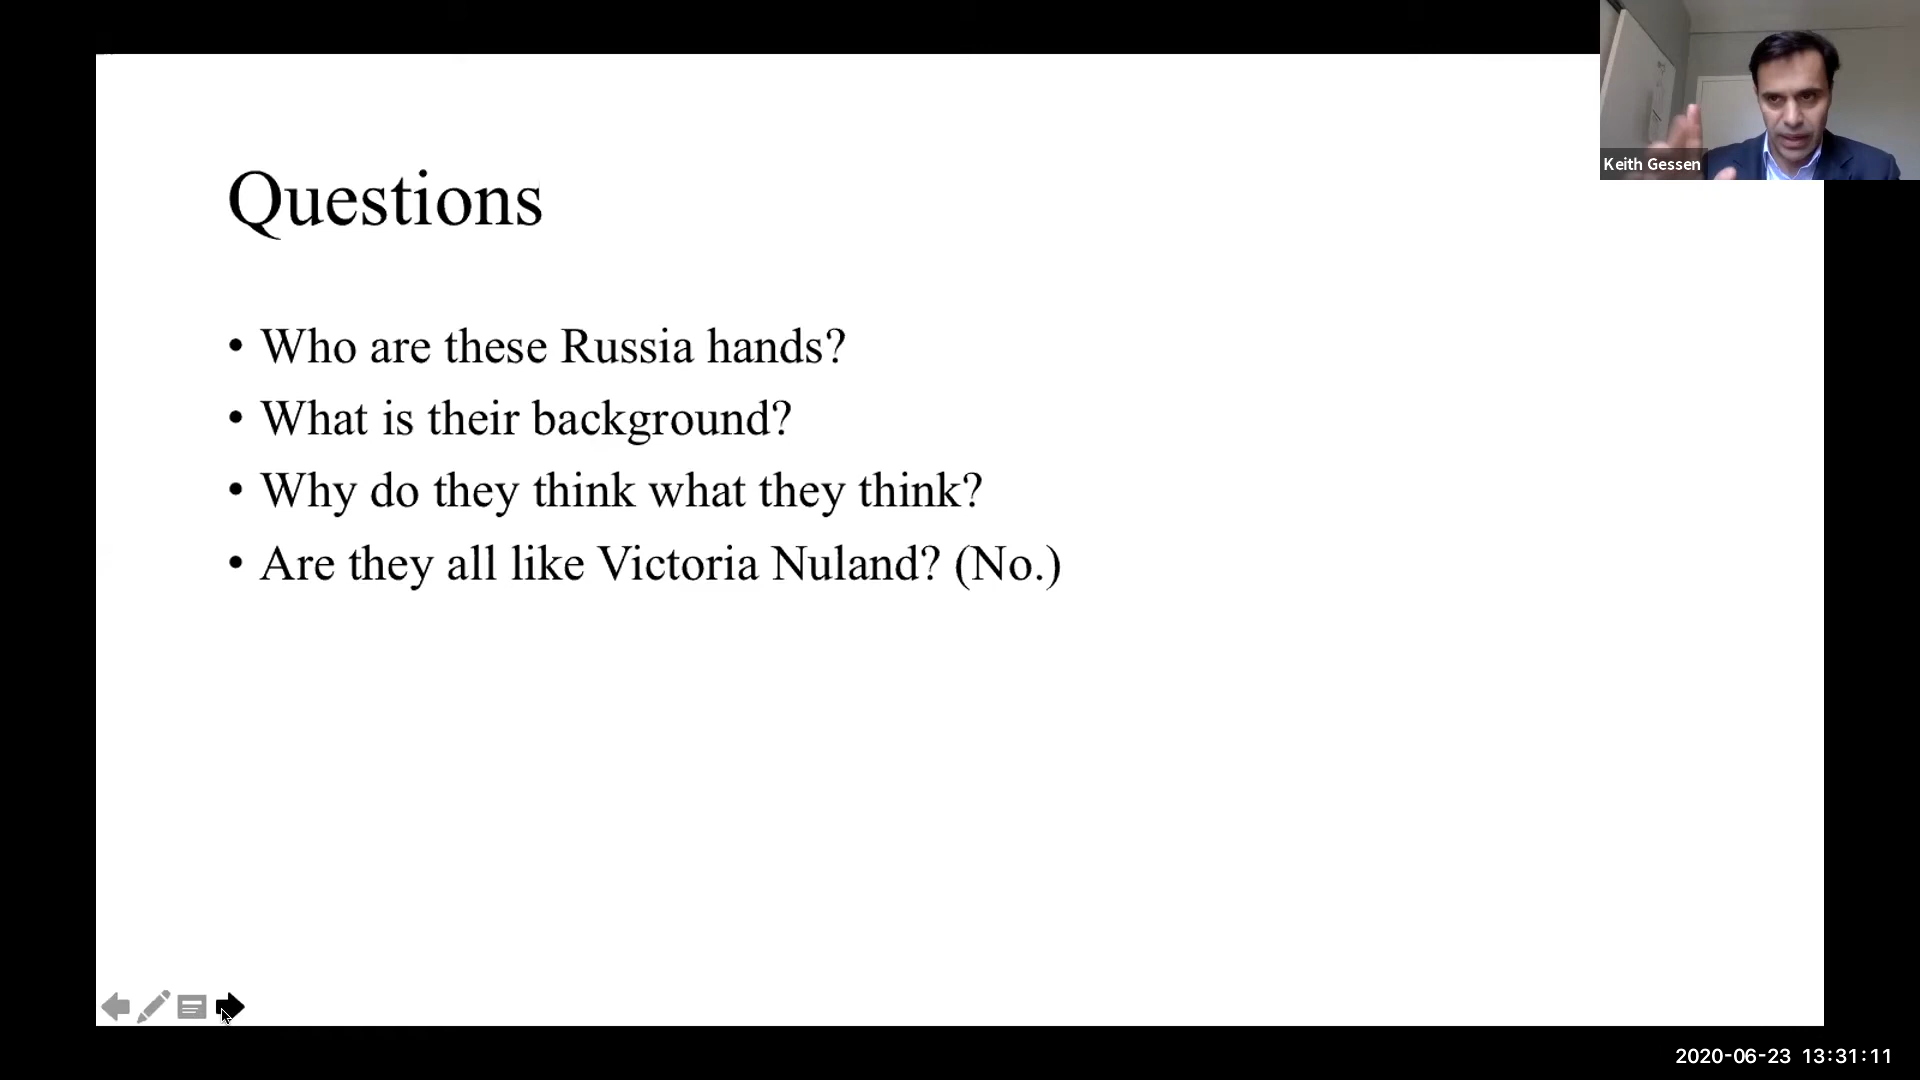 Keith Gessen
Questions
• Who are these Russia hands?
• What is their background?
• Why do they think what they think?
• Are they all like Victoria Nuland? (No.)
2020-06-23 13:31:11